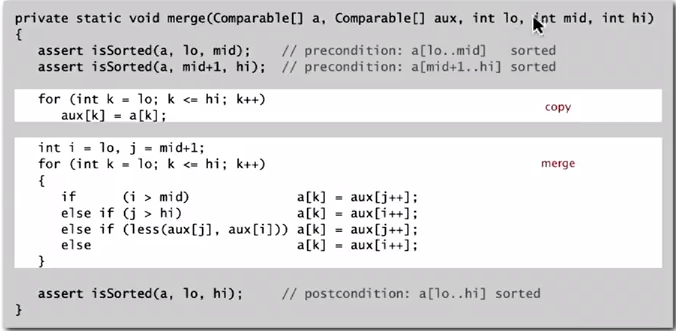 private static void merge(Comparable[] a, Comparable[] aux, int lo, int mid, int hi)
{
   assert isSorted(a, lo, mid);    // precondition: a[lo..mid]   sorted
   assert isSorted(a, mid+1, hi);  // precondition: a[mid+1..hi] sorted
   for (int k = lo; k <= hi; k++)                                   copy
      aux[k] = a[k];
   int i = lo, j = mid+1;
   for (int k = lo; k <= hi; k++)                                   merge
   {
      if      (i > mid)              a[k] = aux[j++];
      else if (j > hi)               a[k] = aux[i++];
      else if (less(aux[j], aux[i])) a[k] = aux[j++];
      else                           a[k] = aux[i++];
   }
   assert isSorted(a, lo, hi);     // postcondition: a[lo..hi] sorted
}